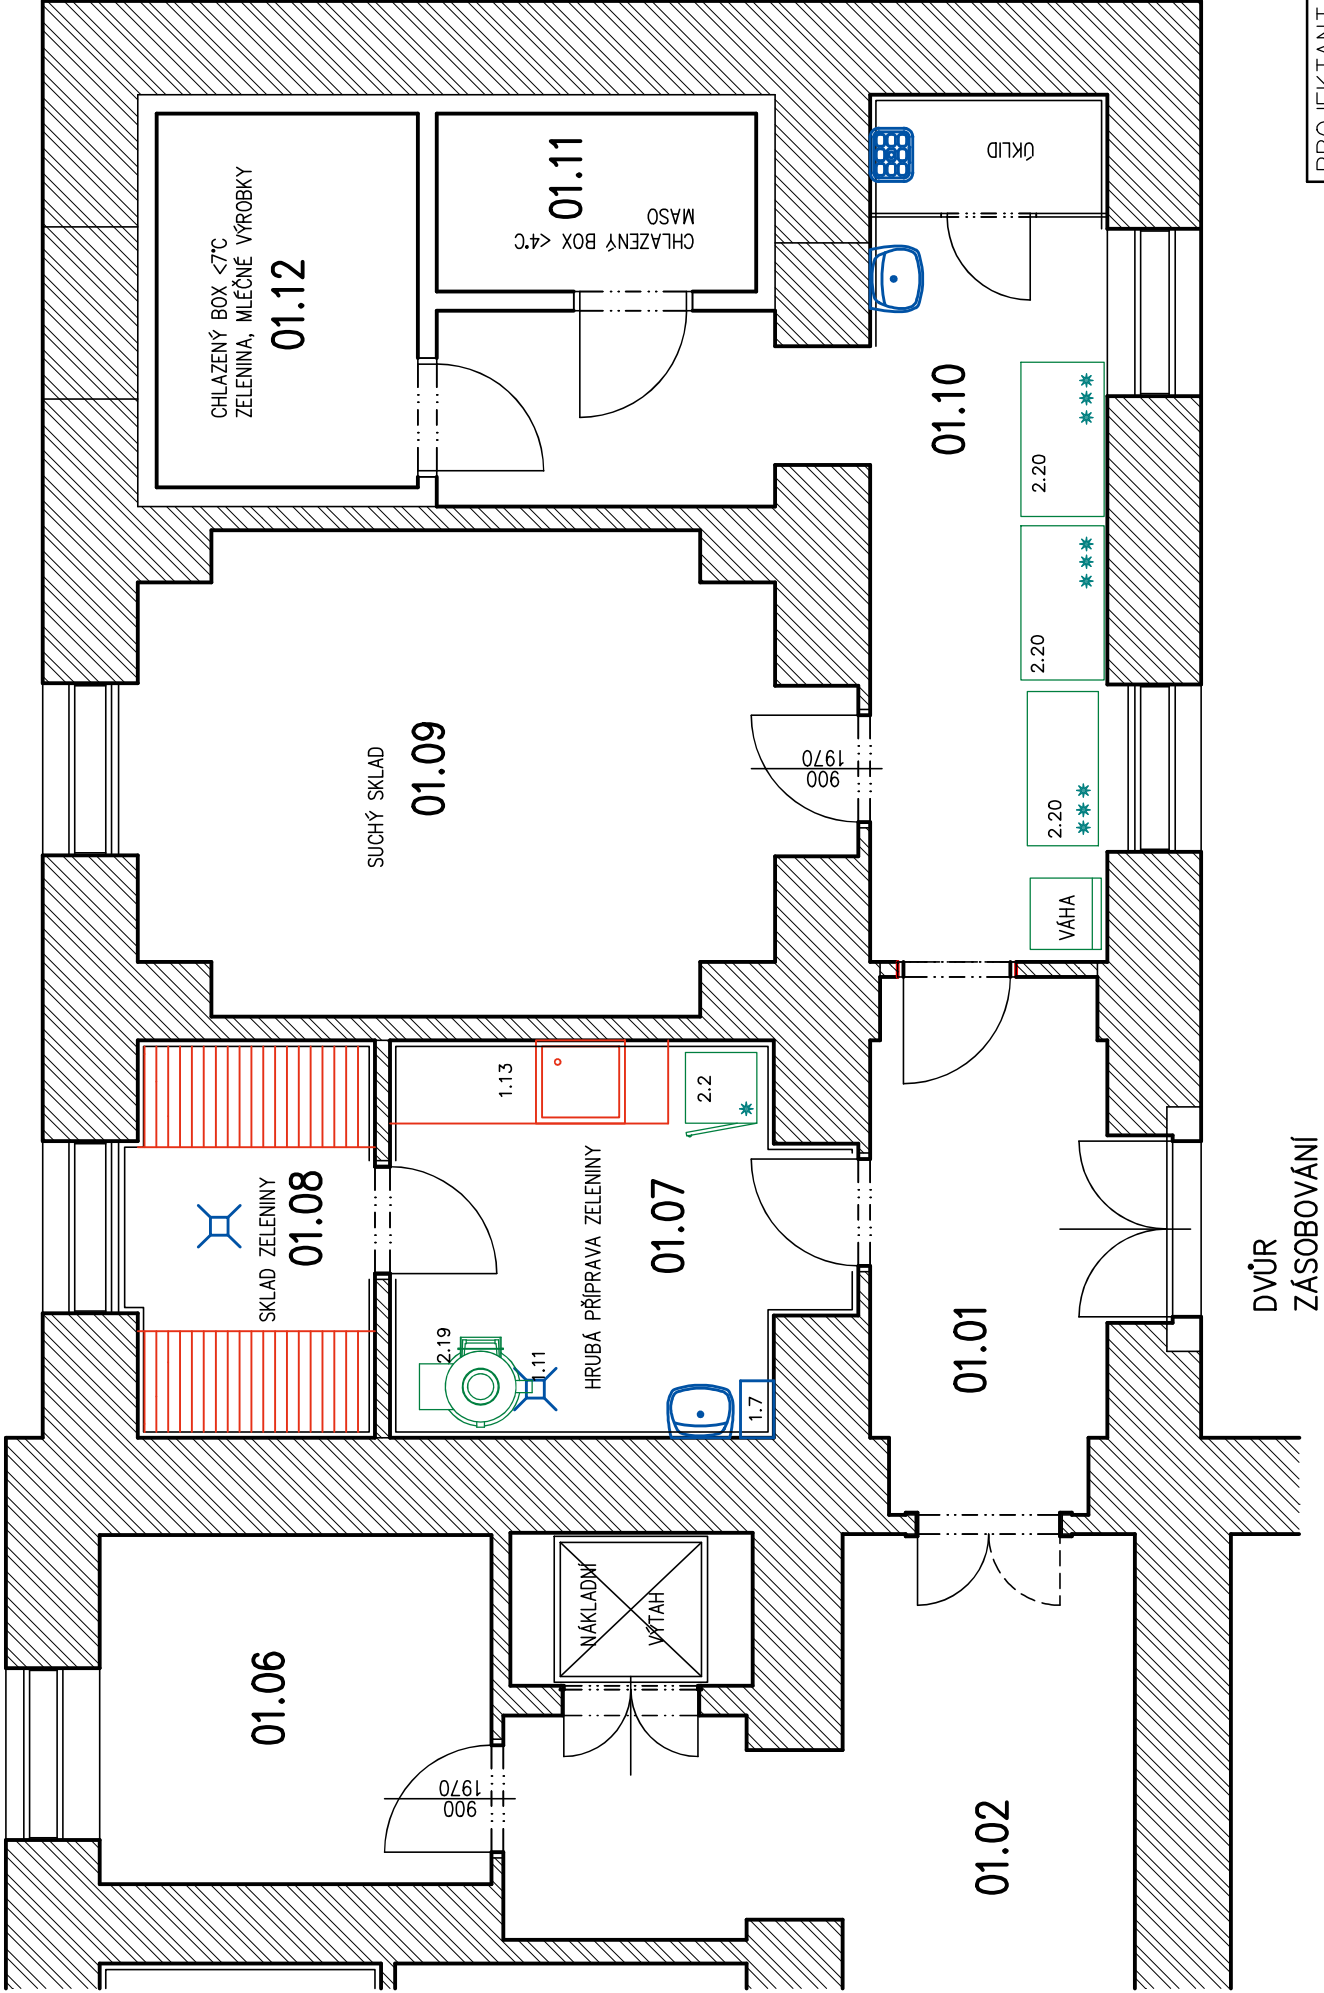 CHLAZENÝ BOX <7°C
ZELENINA, MLÉČNÉ VÝROBKY
01.12
01.11
MASO
CHLAZENÝ BOX <4°C
ÚKLID
01.10
2.20
2.20
2.20
VÁHA
SUCHÝ SKLAD
01.09
900
1970
SKLAD ZELENINY
01.08
1.13
2.2
HRUBÁ PŘÍPRAVA ZELENINY
01.07
2.19
1.11
1.7
01.01
DVŮR
ZÁSOBOVÁNÍ
01.06
900
1970
NÁKLADNÍ
VÝTAH
01.02
PROJEKTANT